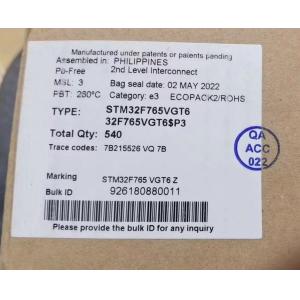 Manufactured under patents or patents pending
Assembled in: PHILIPPINES
Pb-Free 2nd Level Interconnect
MSL: 3 Bag seal date: 02 MAY 2022
PBT: 260°C Category: e3 ECOPACK2/ROHS
TYPE: STM32F765VGT6
32F765VGT6$P3
Total Qty: 540
Trace codes: 7B215526 VQ 7B
Marking STM32F765 VGT6 Z
Bulk ID 926180880011
Please provide the bulk ID for any inquiry
QA
ACC
022